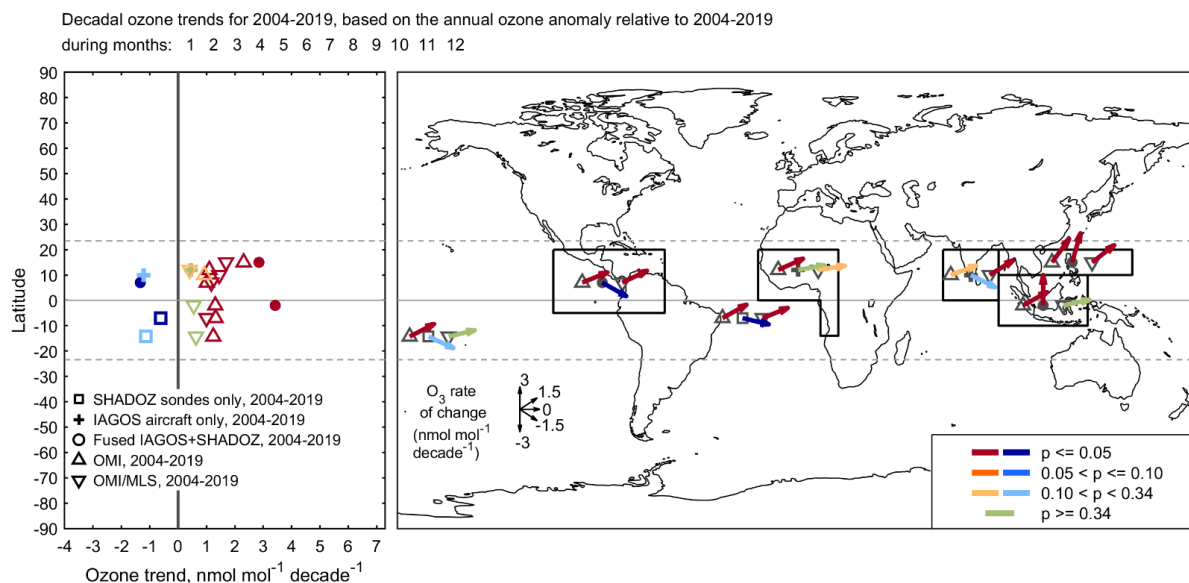 Decadal ozone trends for 2004-2019, based on the annual ozone anomaly relative to 2004-2019
during months: 1 2 3 4 5 6 7 8 9 10 11 12
90
80
70
60
50
40
30
20
10
0
-10
-20
-30
-40
-50
-60
-70
-80
-90
Latitude
SHADOZ sondes only, 2004-2019
IAGOS aircraft only, 2004-2019
Fused IAGOS+SHADOZ, 2004-2019
OMI, 2004-2019
OMI/MLS, 2004-2019
-4 -3 -2 -1 0 1 2 3 4 5 6 7
Ozone trend, nmol mol⁻¹ decade⁻¹
O₃ rate
of change
(nmol mol⁻¹
decade⁻¹)
3
1.5
0
-1.5
-3
p <= 0.05
0.05 < p <= 0.10
0.10 < p < 0.34
p >= 0.34